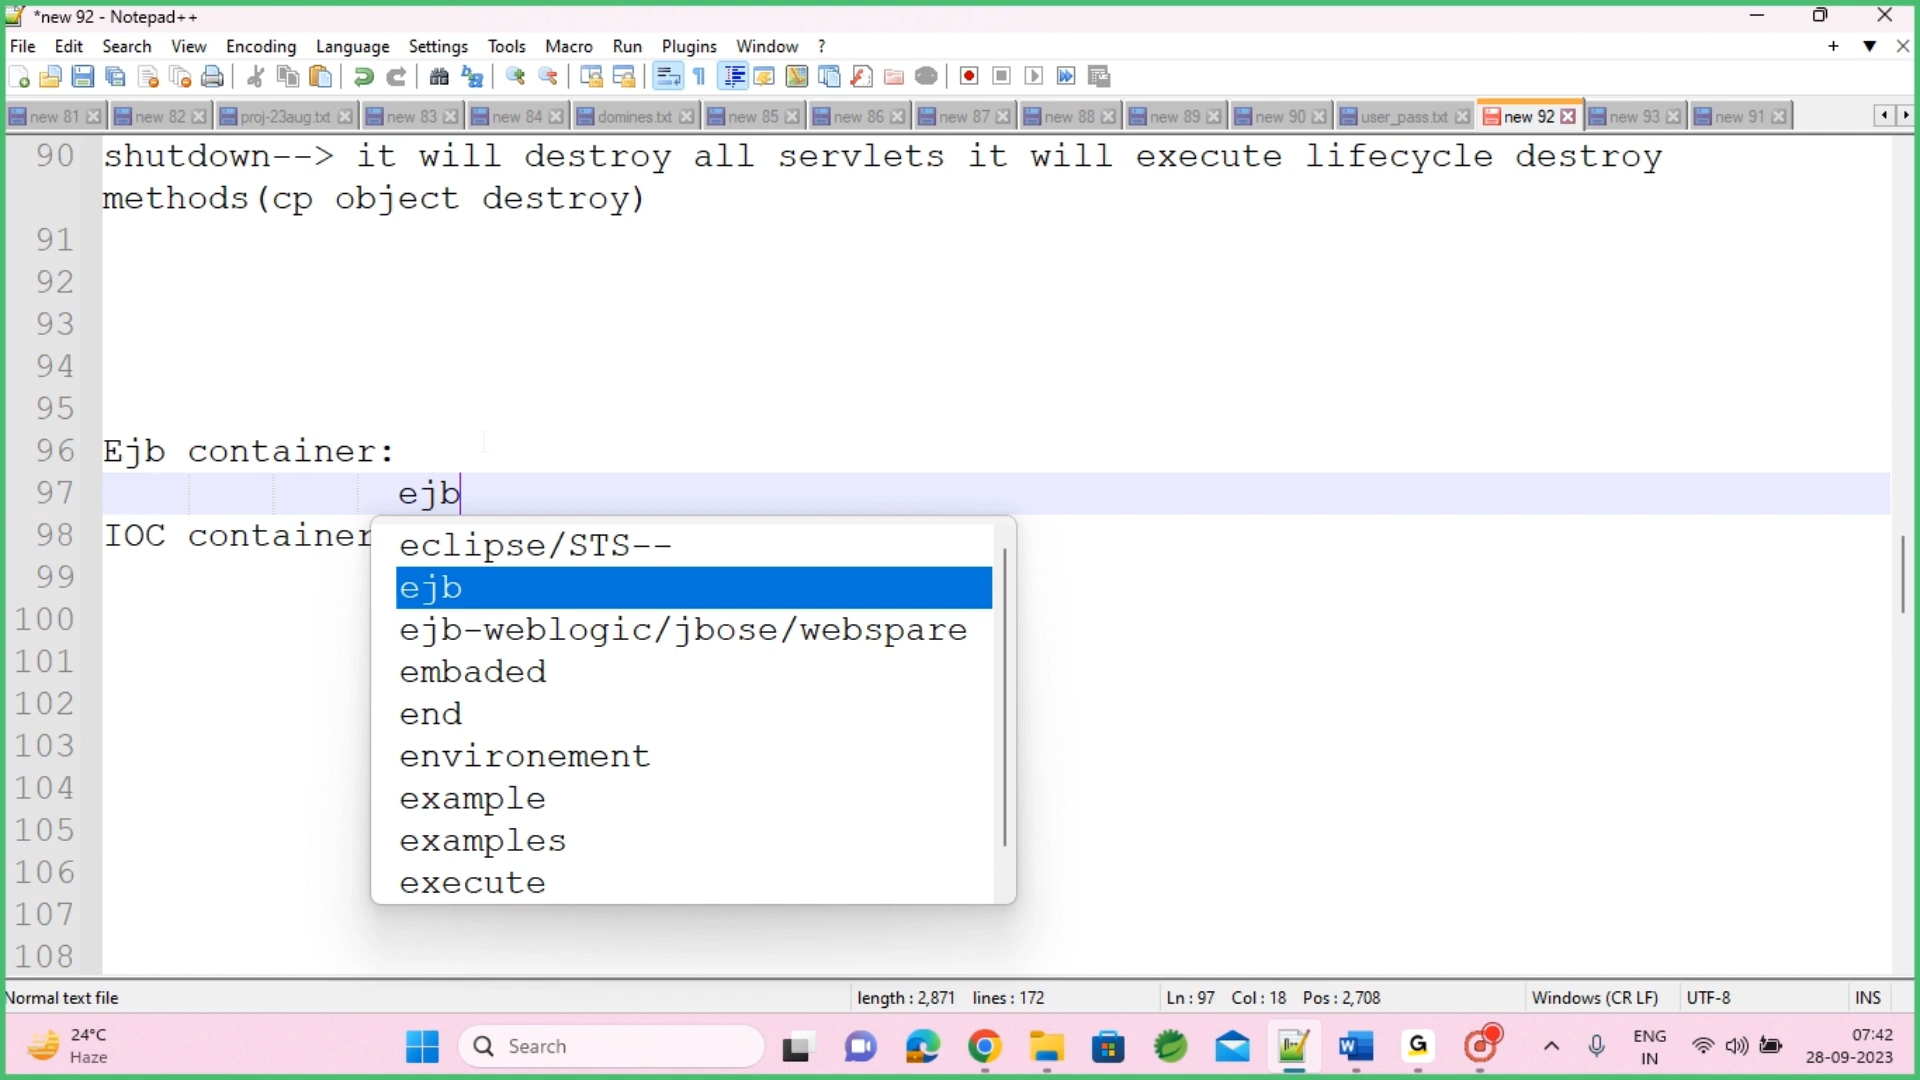 *new 92 - Notepad++
File Edit Search View Encoding Language Settings Tools Macro Run Plugins Window ?
new 81 new 82 proj-23aug.txt new 83 new 84 domines.txt new 85 new 86 new 87 new 88 new 89 new 90 user_pass.txt new 92 new 93 new 91
90 shutdown--> it will destroy all servlets it will execute lifecycle destroy
methods(cp object destroy)
91
92
93
94
95
96 Ejb container:
97 ejb
98 IOC container
eclipse/STS--
ejb
ejb-weblogic/jbose/webspare
embaded
end
environement
example
examples
execute
99
100
101
102
103
104
105
106
107
108
Normal text file length : 2,871 lines : 172 Ln : 97 Col : 18 Pos : 2,708 Windows (CR LF) UTF-8 INS
24°C
Haze
Search
ENG
IN
07:42
28-09-2023